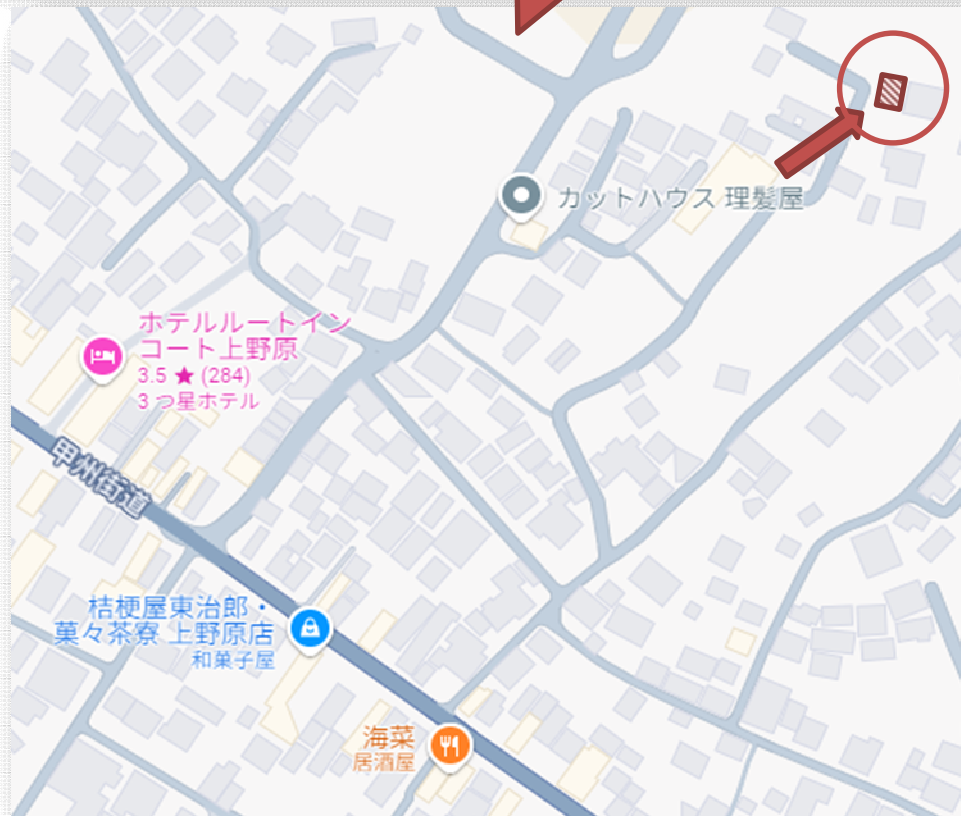 カットハウス 理髪屋
ホテルルートイン
コート上野原
3.5 ★ (284)
3 つ星ホテル
甲州街道
桔梗屋東治郎・
菓々茶寮 上野原店
和菓子屋
海菜
居酒屋